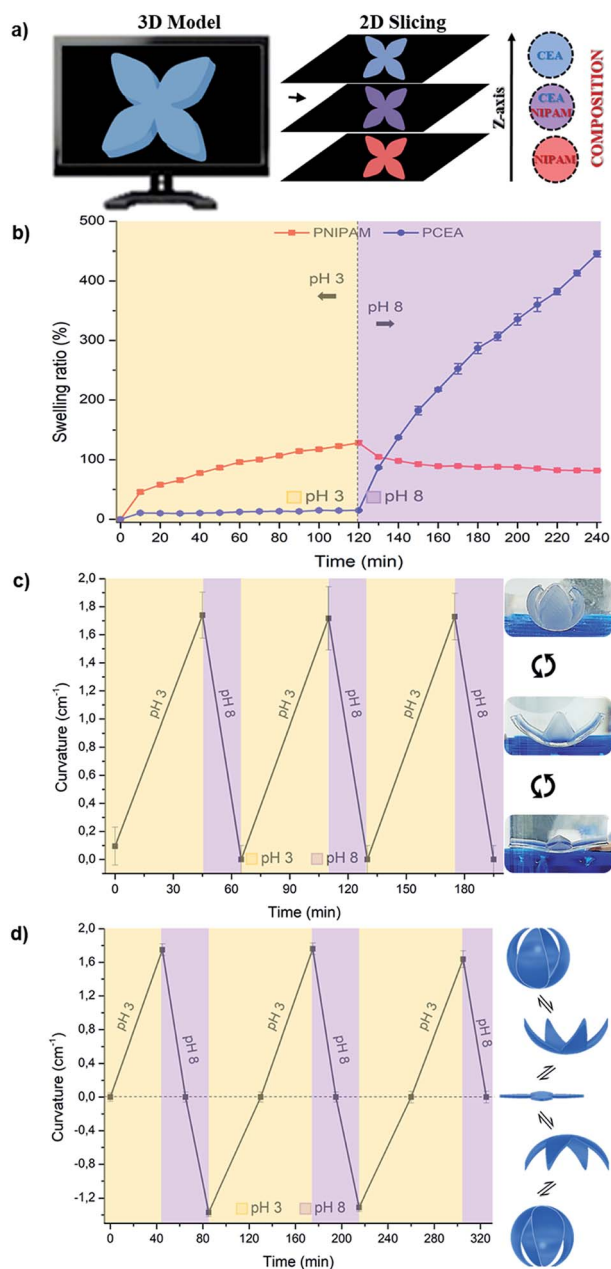 a)
3D Model
2D Slicing
Z-axis
CEA
CEA
NIPAM
NIPAM
COMPOSITION
b)
PNIPAM
PCEA
pH 3
pH 8
pH 3
pH 8
Swelling ratio (%)
500
400
300
200
100
0
0 20 40 60 80 100 120 140 160 180 200 220 240
Time (min)
c)
Curvature (cm⁻¹)
2,0
1,8
1,6
1,4
1,2
1,0
0,8
0,6
0,4
0,2
0,0
pH 3
pH 8
pH 3
pH 8
pH 3
pH 8
pH 3
pH 8
0 30 60 90 120 150 180
Time (min)
d)
Curvature (cm⁻¹)
2,0
1,6
1,2
0,8
0,4
0,0
-0,4
-0,8
-1,2
pH 3
pH 8
pH 3
pH 8
pH 3
pH 8
pH 3
pH 8
0 40 80 120 160 200 240 280 320
Time (min)